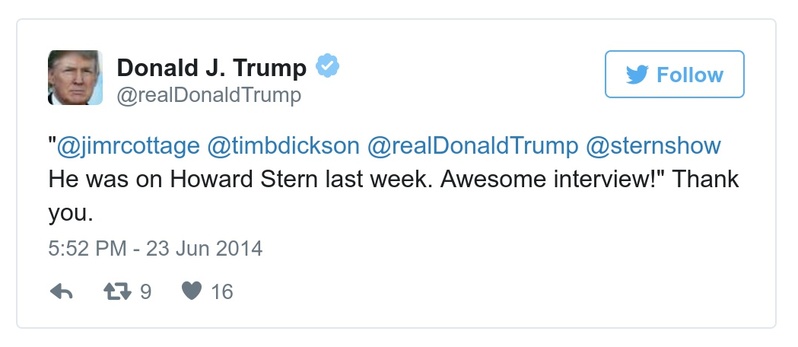 Donald J. Trump
@realDonaldTrump
Follow
"@jimrcottage @timbdickson @realDonaldTrump @sternshow
He was on Howard Stern last week. Awesome interview!" Thank
you.
5:52 PM - 23 Jun 2014
9 16